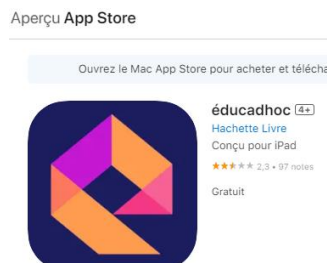 Aperçu App Store
Ouvrez le Mac App Store pour acheter et
éducadhoc 4+
Hachette Livre
Conçu pour iPad
★★★★★ 2,3 • 97 notes
Gratuit